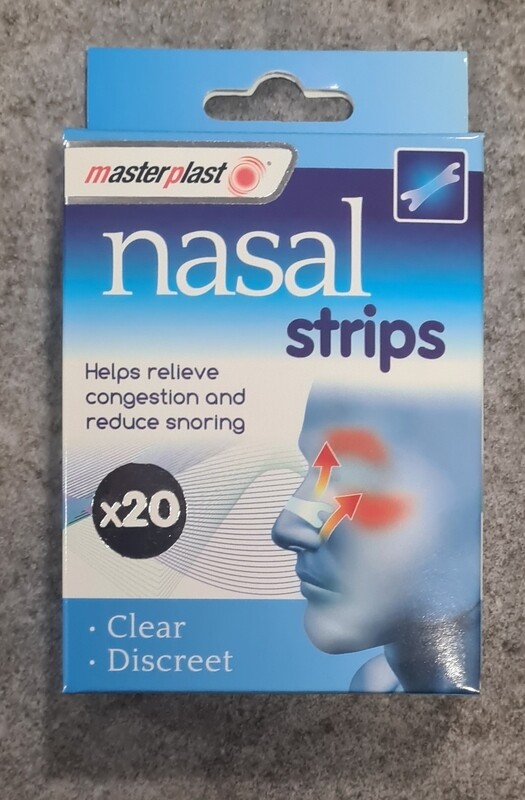 masterplast
nasal
strips
Helps relieve
congestion and
reduce snoring
x20
· Clear
· Discreet